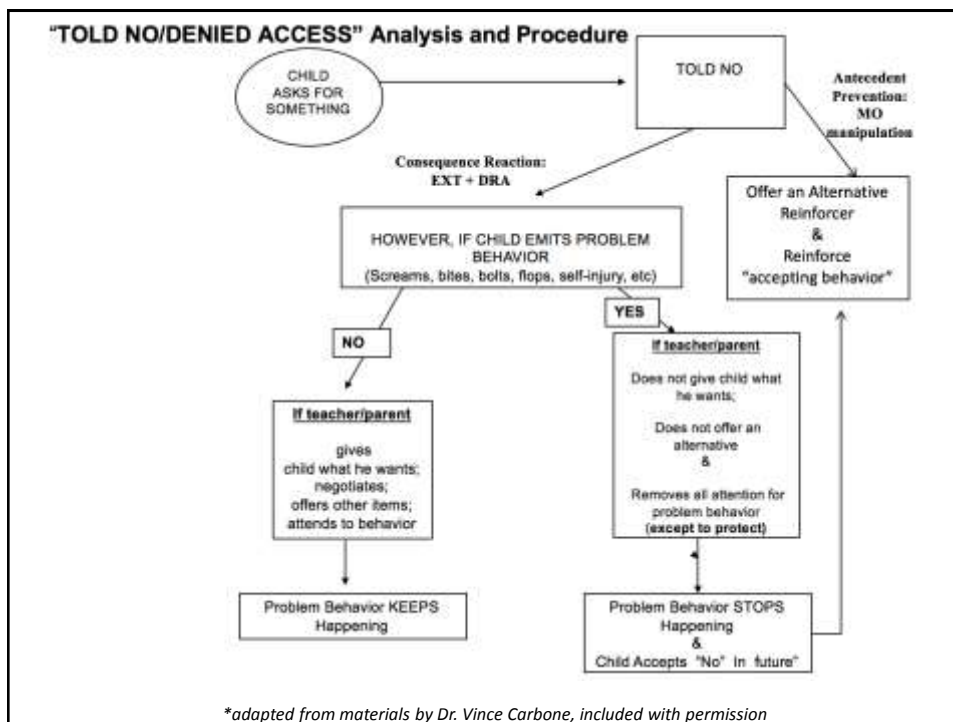 “TOLD NO/DENIED ACCESS” Analysis and Procedure
CHILD
ASKS FOR
SOMETHING
TOLD NO
Antecedent
Prevention:
MO
manipulation
Consequence Reaction:
EXT + DRA
Offer an Alternative
Reinforcer
&
Reinforce
“accepting behavior”
HOWEVER, IF CHILD EMITS PROBLEM
BEHAVIOR
(Screams, bites, bolts, flops, self-injury, etc)
NO
YES
If teacher/parent
gives
child what he wants;
negotiates;
offers other items;
attends to behavior
Problem Behavior KEEPS
Happening
If teacher/parent
Does not give child what
he wants;
Does not offer an
alternative
&
Removes all attention for
problem behavior
(except to protect)
Problem Behavior STOPS
Happening
&
Child Accepts "No" In future"
*adapted from materials by Dr. Vince Carbone, included with permission